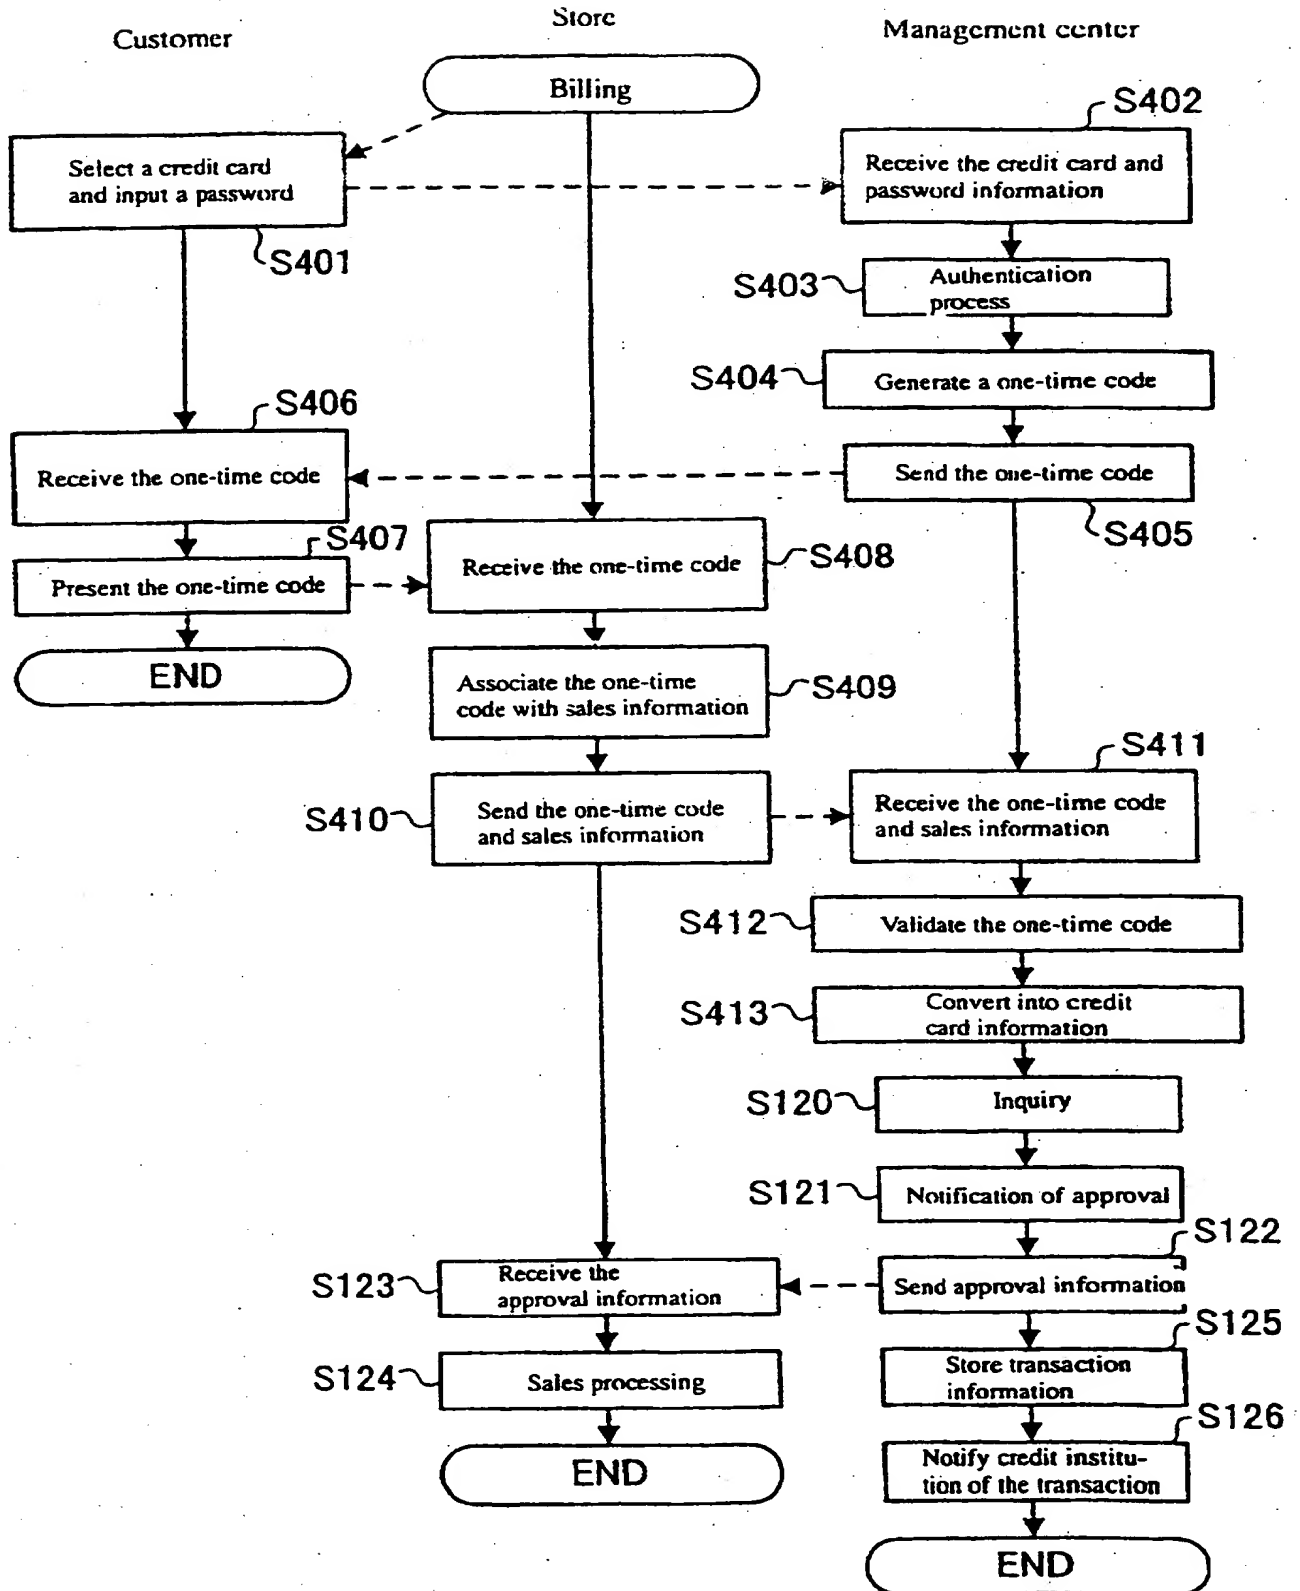 Customer
Store
Management center
Billing
S402
Select a credit card
and input a password
Receive the credit card and
password information
S401
S403
Authentication
process
S404
Generate a one-time code
S406
Receive the one-time code
Send the one-time code
S405
S407
Present the one-time code
Receive the one-time code
S408
END
Associate the one-time
code with sales information
S409
S411
S410
Send the one-time code
and sales information
Receive the one-time code
and sales information
S412
Validate the one-time code
S413
Convert into credit
card information
S120
Inquiry
S121
Notification of approval
S122
S123
Receive the
approval information
Send approval information
S125
S124
Sales processing
Store transaction
information
S126
END
Notify credit institu-
tion of the transaction
END